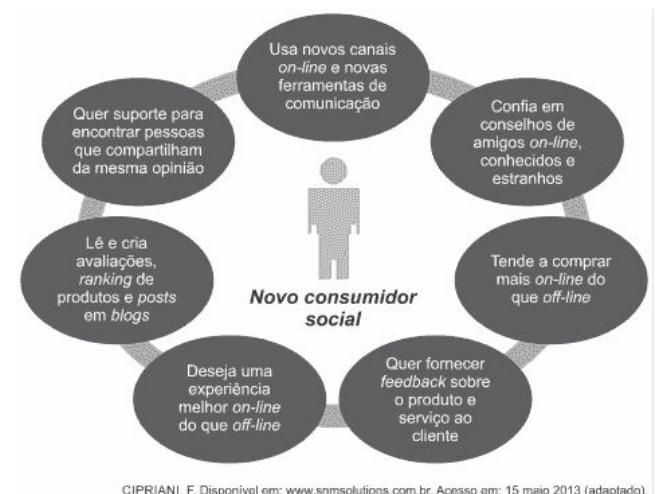 Usa novos canais
on-line e novas
ferramentas de
comunicação
Confia em
conselhos de
amigos on-line,
conhecidos e
estranhos
Tende a comprar
mais on-line do
que off-line
Quer fornecer
feedback sobre
o produto e
serviço ao
cliente
Deseja uma
experiência
melhor on-line
do que off-line
Lê e cria
avaliações,
ranking de
produtos e posts
em blogs
Quer suporte para
encontrar pessoas
que compartilham
da mesma opinião
Novo consumidor
social
CIPRIANI, F. Disponível em: www.snmsolutions.com.br. Acesso em: 15 maio 2013 (adaptado)